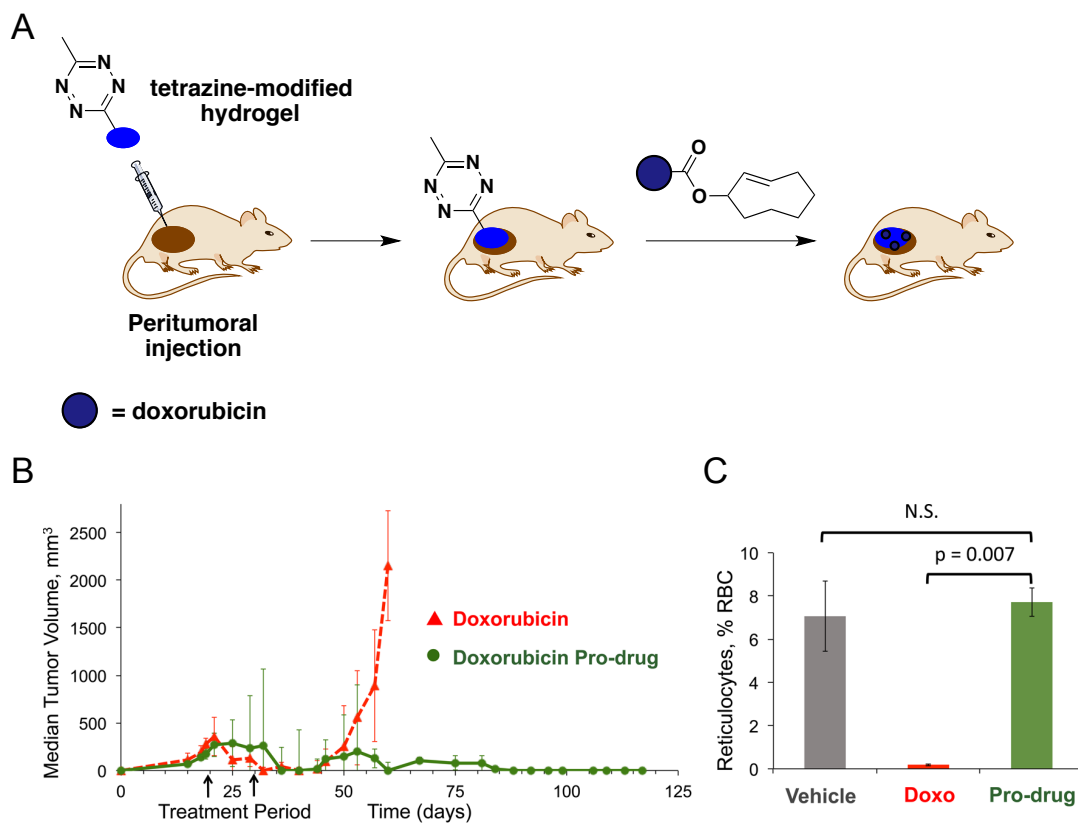 A
N
N
N
N
tetrazine-modified
hydrogel
Peritumoral
injection
N
N
N
N
O
O
= doxorubicin
B
Median Tumor Volume, mm³
2500
2000
1500
1000
500
0
0
25
50
75
100
125
Treatment Period
Time (days)
Doxorubicin
Doxorubicin Pro-drug
C
N.S.
p = 0.007
Reticulocytes, % RBC
10
8
6
4
2
0
Vehicle
Doxo
Pro-drug